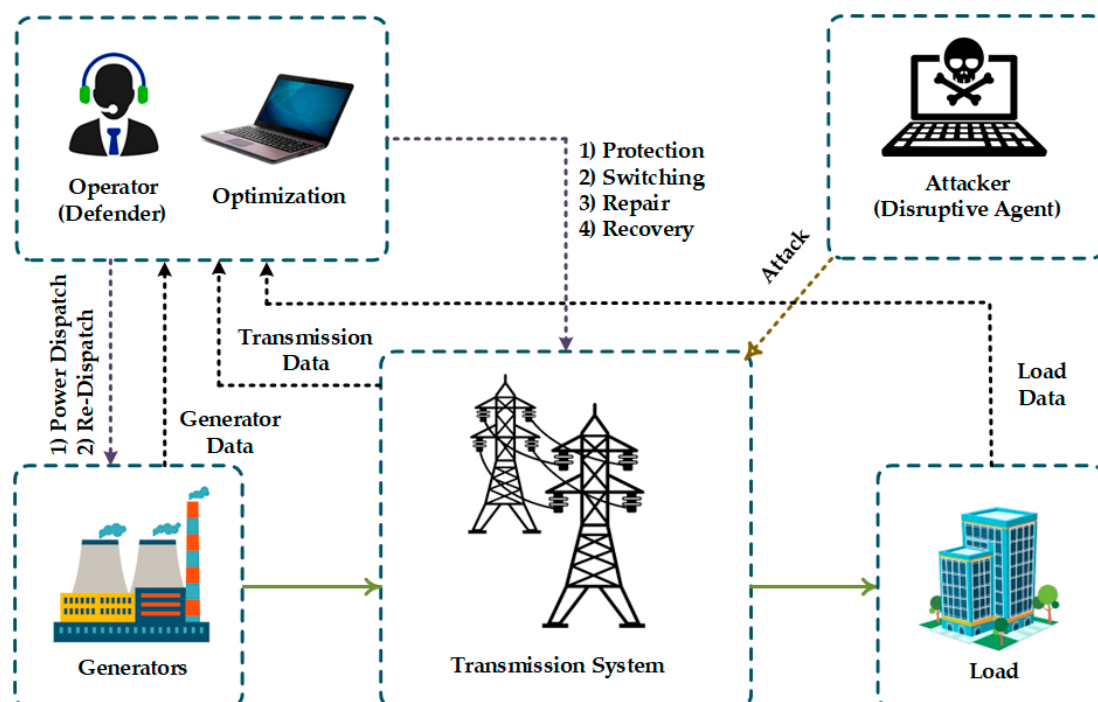 Operator
(Defender)
Optimization
1) Protection
2) Switching
3) Repair
4) Recovery
Attacker
(Disruptive Agent)
Attack
1) Power Dispatch
2) Re-Dispatch
Transmission
Data
Generator
Data
Load
Data
Generators
Transmission System
Load